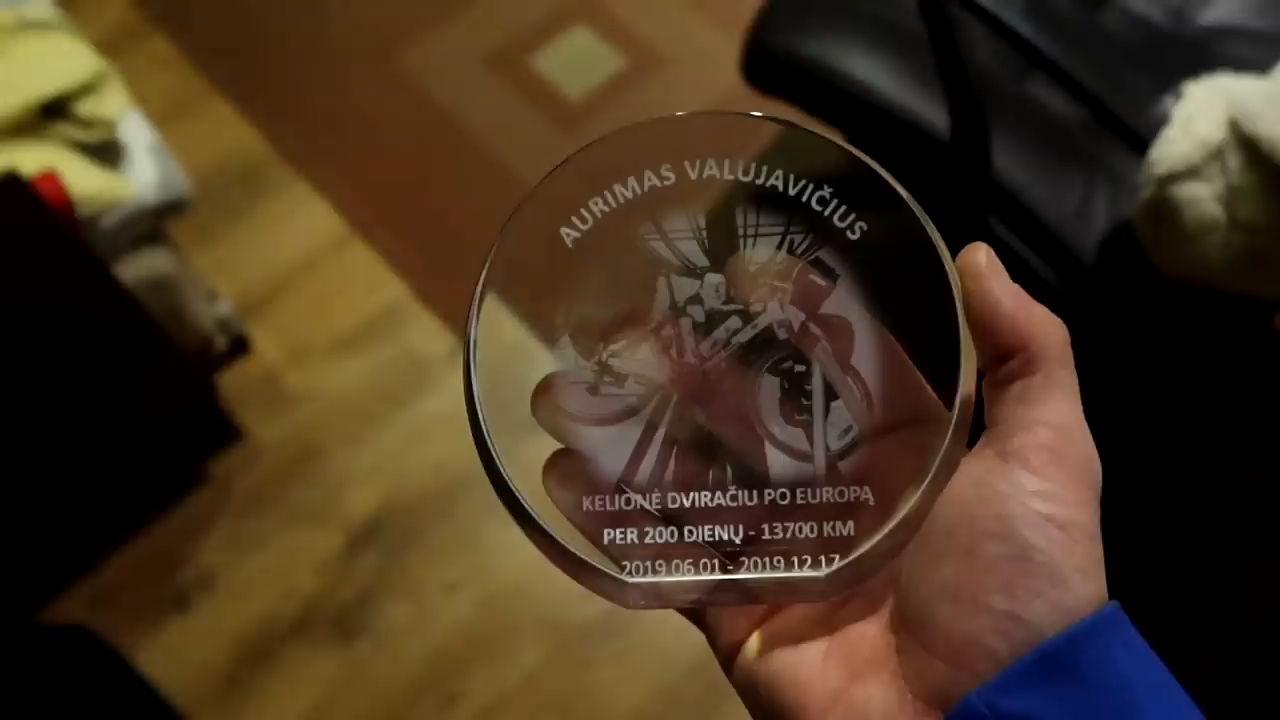 AURIMAS VALUJAVIČIUS
KELIONĖ DVIRAČIU PO EUROPĄ
PER 200 DIENŲ - 13700 KM
2019 06 01 - 2019 12 17